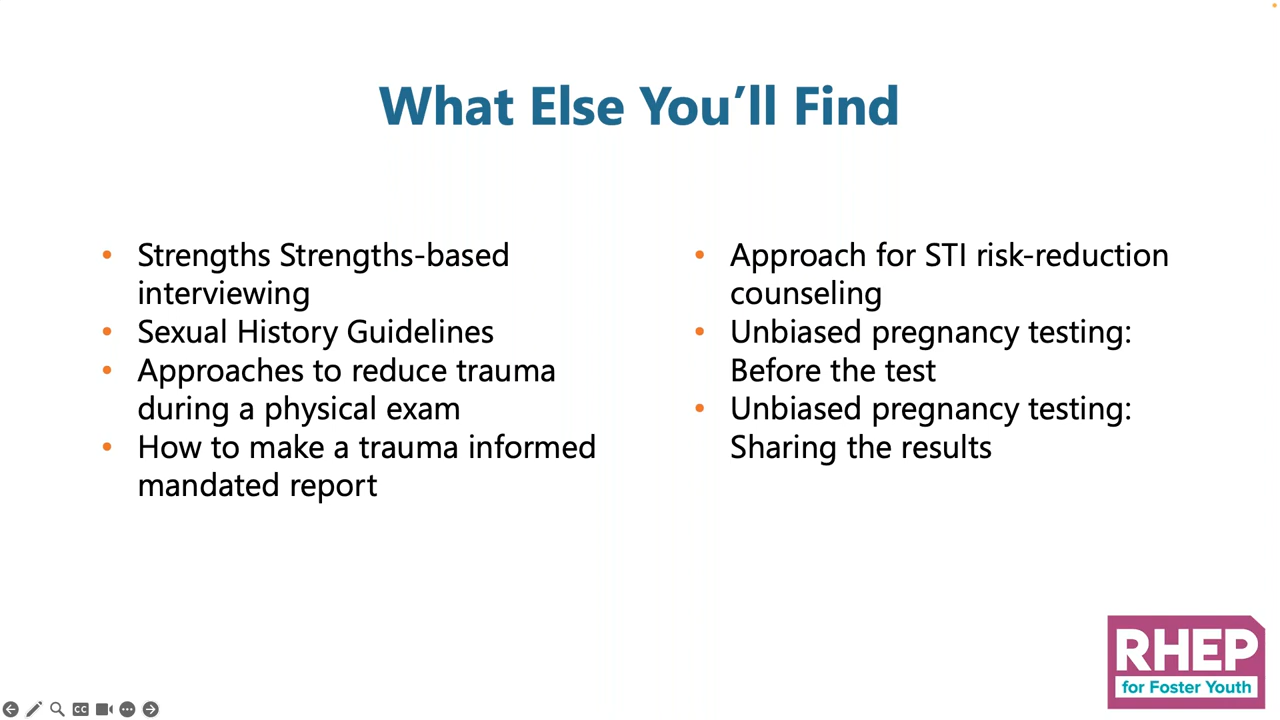 What Else You’ll Find
• Strengths Strengths-based
interviewing
• Sexual History Guidelines
• Approaches to reduce trauma
during a physical exam
• How to make a trauma informed
mandated report
• Approach for STI risk-reduction
counseling
• Unbiased pregnancy testing:
Before the test
• Unbiased pregnancy testing:
Sharing the results
RHEP
for Foster Youth
CC